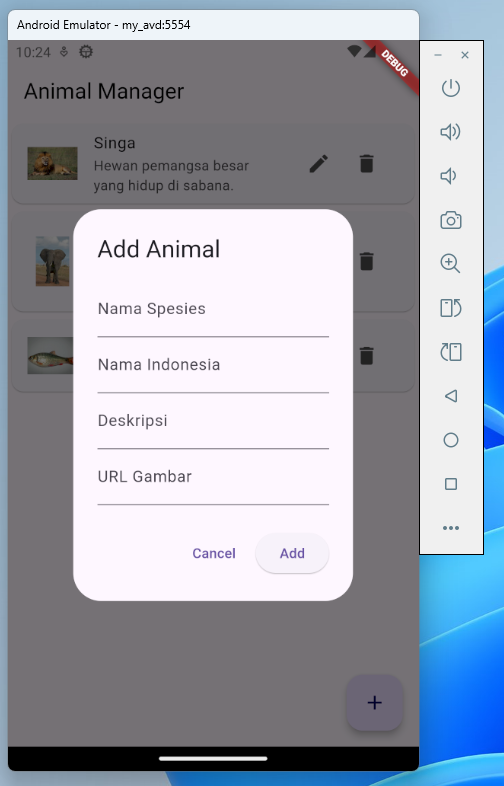 Android Emulator - my_avd:5554
10:24
DEBUG
Animal Manager
Singa
Hewan pemangsa besar
yang hidup di sabana.
Add Animal
Nama Spesies
Nama Indonesia
Deskripsi
URL Gambar
Cancel
Add